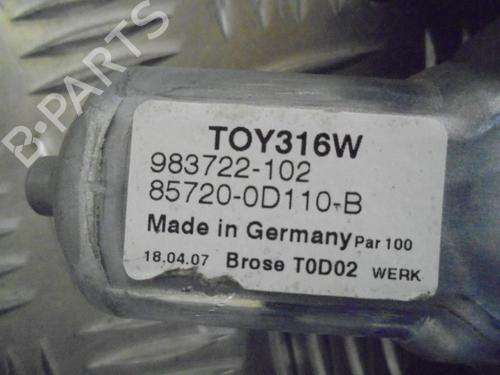 B-PARTS
TOY316W
983722-102
85720-0D110-B
Made in Germany Par 100
18.04.07 Brose T0D02 WERK